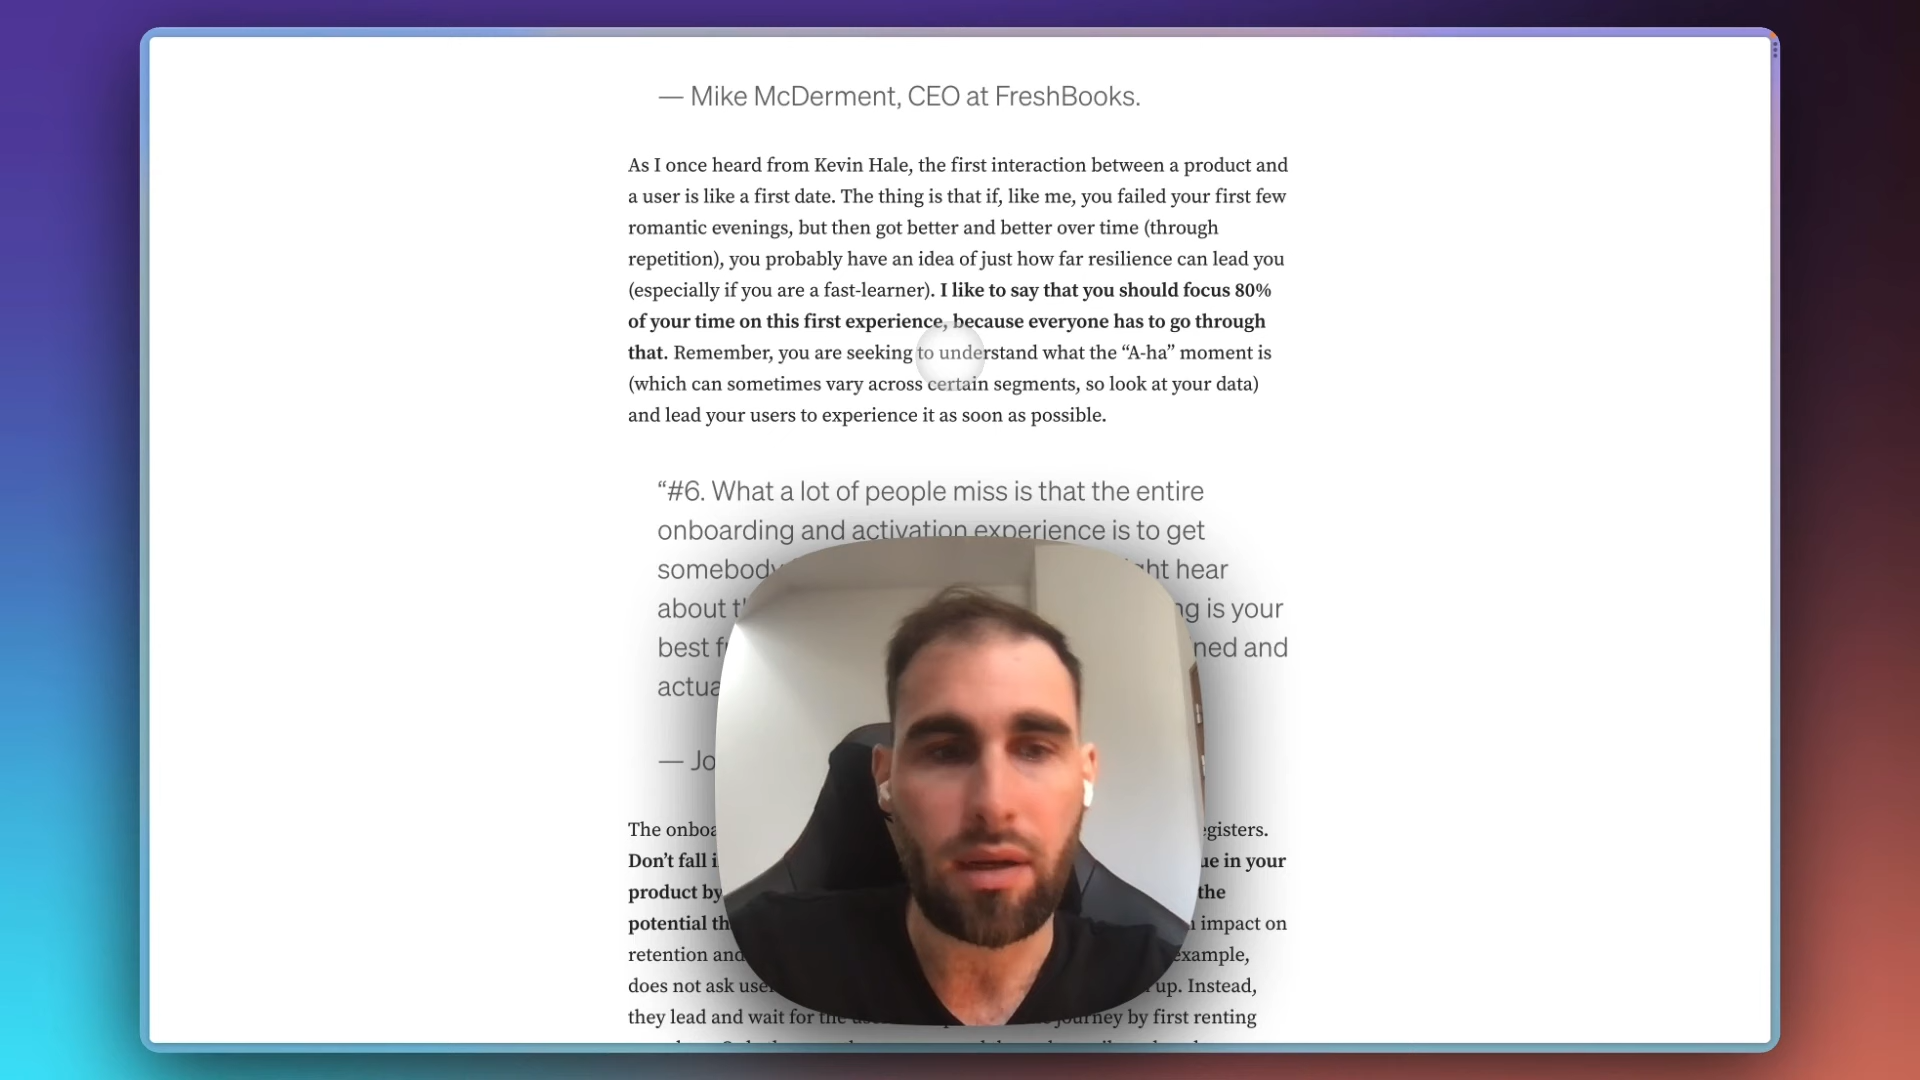 — Mike McDerment, CEO at FreshBooks.
As I once heard from Kevin Hale, the first interaction between a product and
a user is like a first date. The thing is that if, like me, you failed your first few
romantic evenings, but then got better and better over time (through
repetition), you probably have an idea of just how far resilience can lead you
(especially if you are a fast-learner). I like to say that you should focus 80%
of your time on this first experience, because everyone has to go through
that. Remember, you are seeking to understand what the “A-ha” moment is
(which can sometimes vary across certain segments, so look at your data)
and lead your users to experience it as soon as possible.
“#6. What a lot of people miss is that the entire
onboarding and activation experience is to get
somebody hear
about is your
best and
—
The
Don’t fall in your
product by the
potential impact on
retention and example,
does not ask up. Instead,
they lead and wait for the journey by first renting